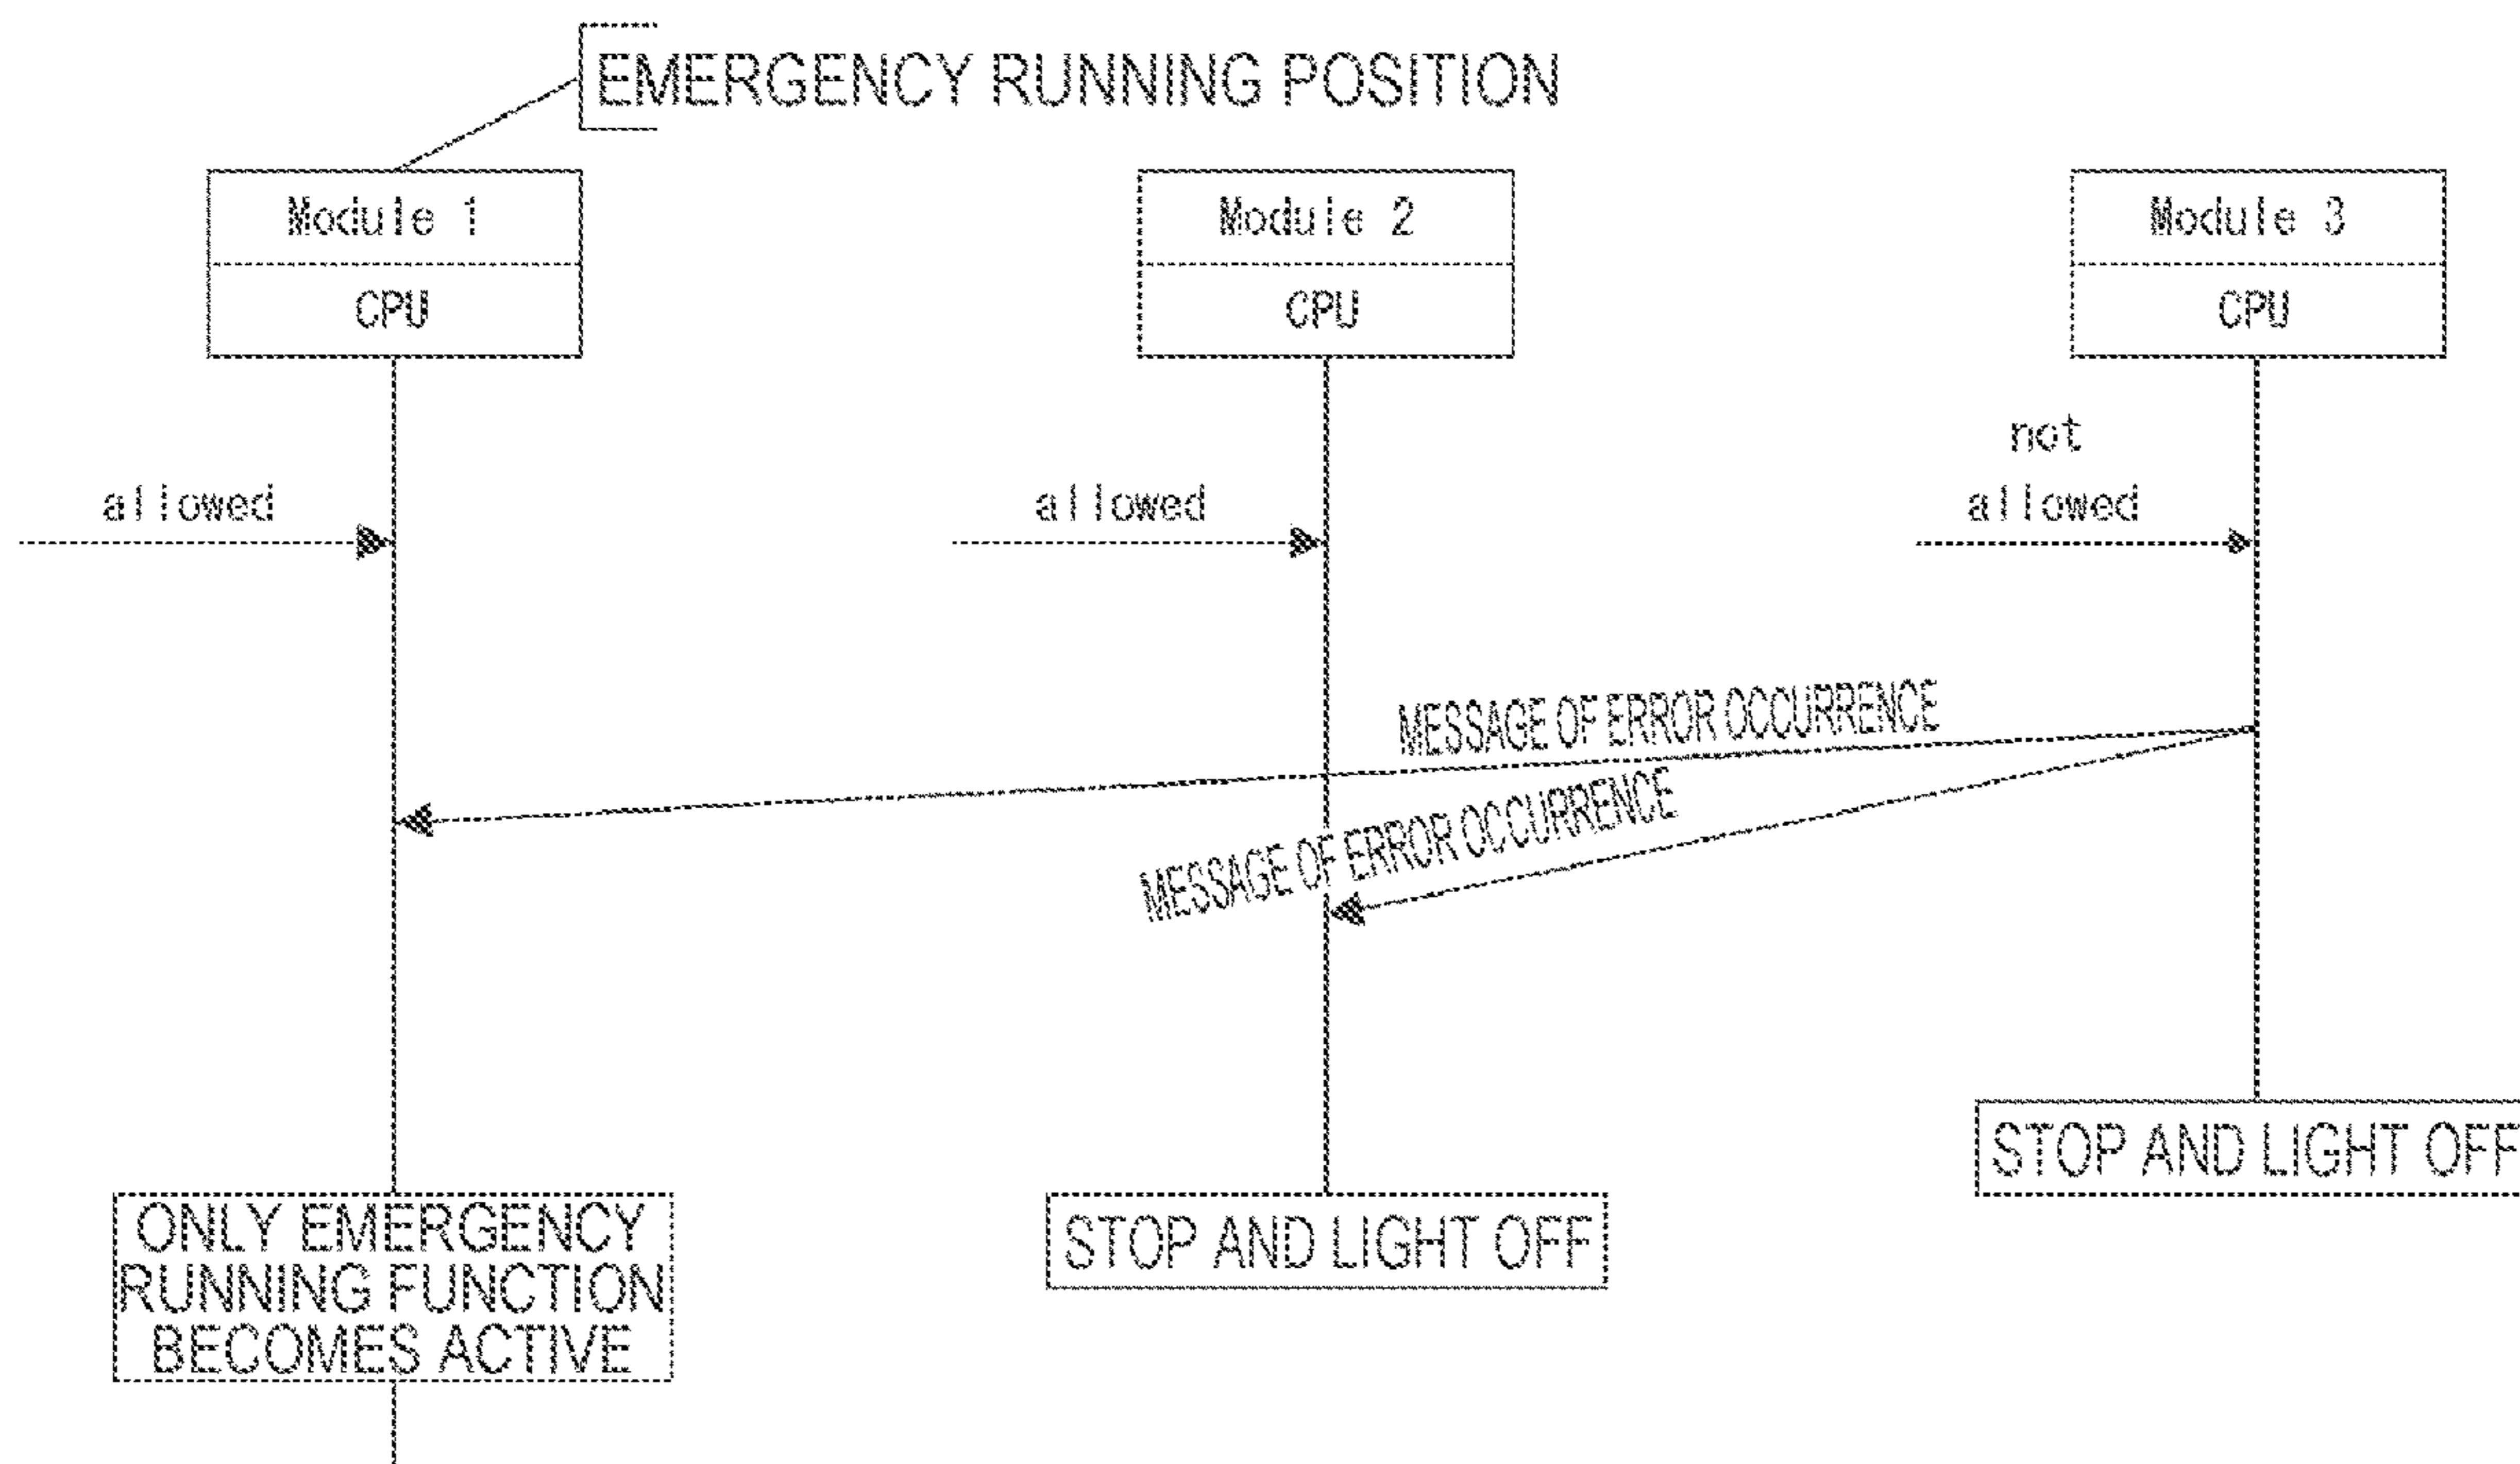 EMERGENCY RUNNING POSITION
Module 1
CPU
Module 2
CPU
Module 3
CPU
allowed
allowed
not
allowed
MESSAGE OF ERROR OCCURRENCE
MESSAGE OF ERROR OCCURRENCE
STOP AND LIGHT OFF
ONLY EMERGENCY
RUNNING FUNCTION
BECOMES ACTIVE
STOP AND LIGHT OFF